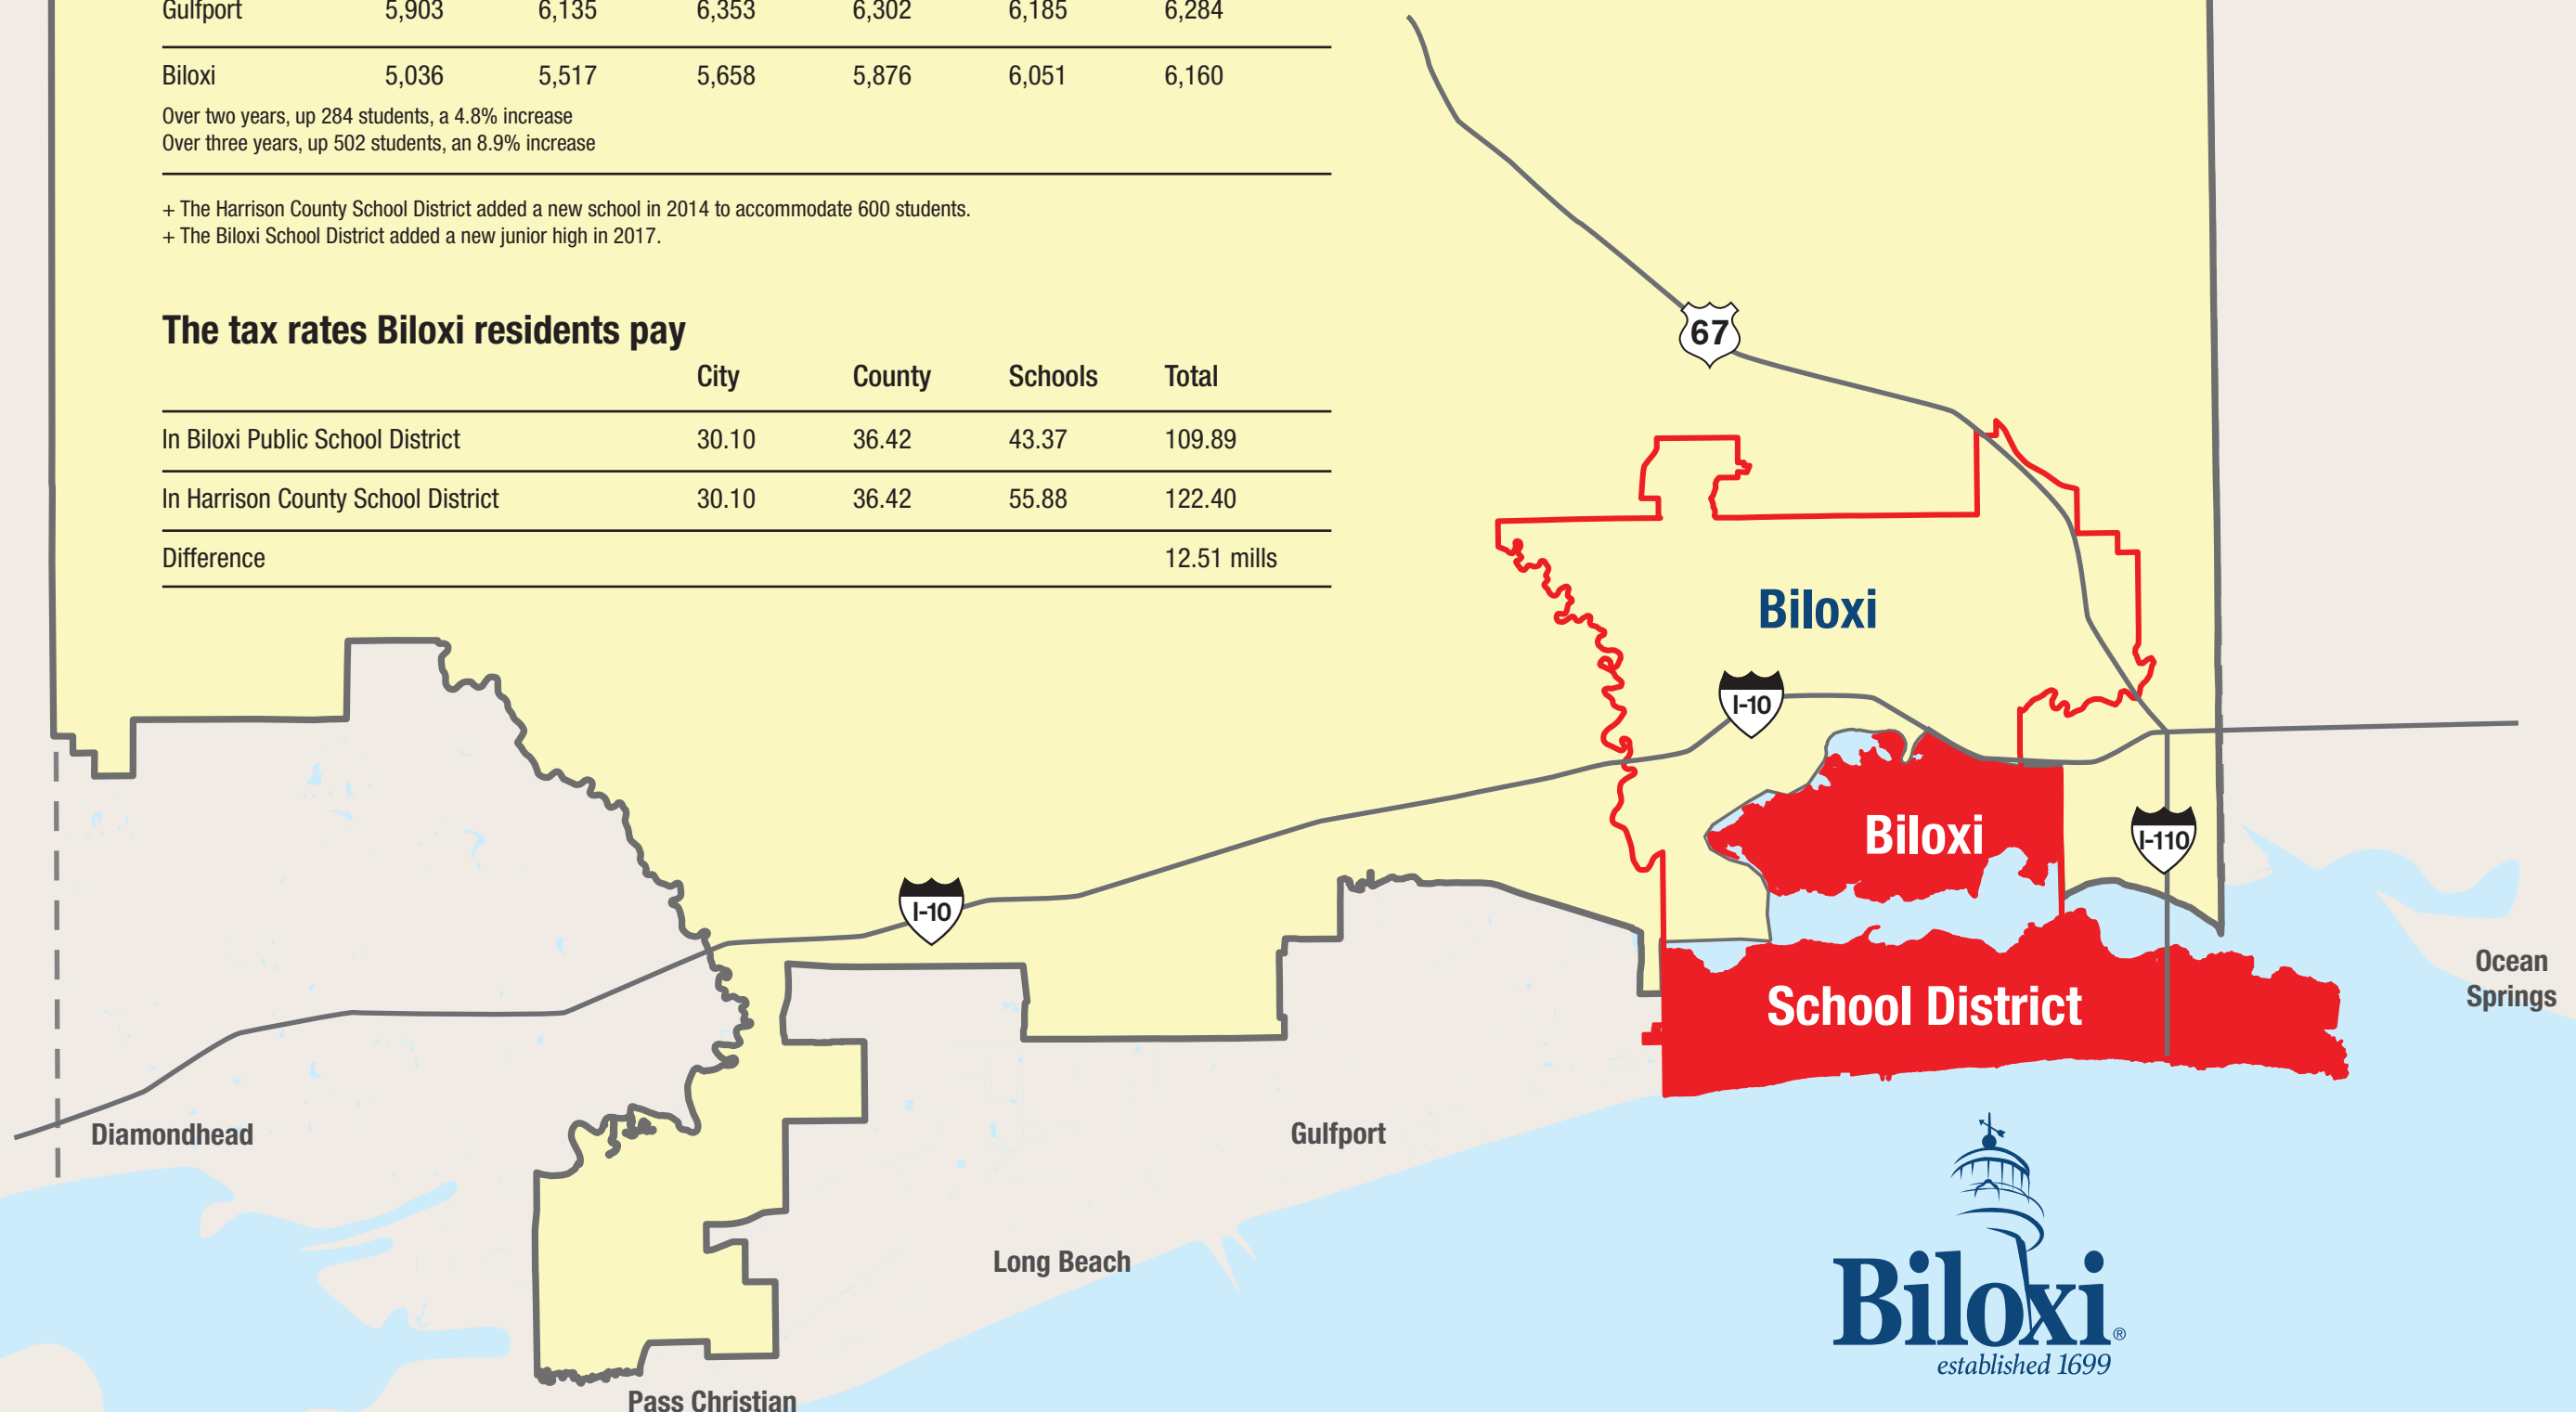 Gulfport 5,903 6,135 6,353 6,302 6,185 6,284
Biloxi 5,036 5,517 5,658 5,876 6,051 6,160
Over two years, up 284 students, a 4.8% increase
Over three years, up 502 students, an 8.9% increase
+ The Harrison County School District added a new school in 2014 to accommodate 600 students.
+ The Biloxi School District added a new junior high in 2017.
The tax rates Biloxi residents pay
City County Schools Total
In Biloxi Public School District 30.10 36.42 43.37 109.89
In Harrison County School District 30.10 36.42 55.88 122.40
Difference 12.51 mills
67
Biloxi
I-10
Biloxi
I-110
I-10
Ocean
Springs
School District
Diamondhead
Gulfport
Long Beach
Pass Christian
Biloxi®
established 1699